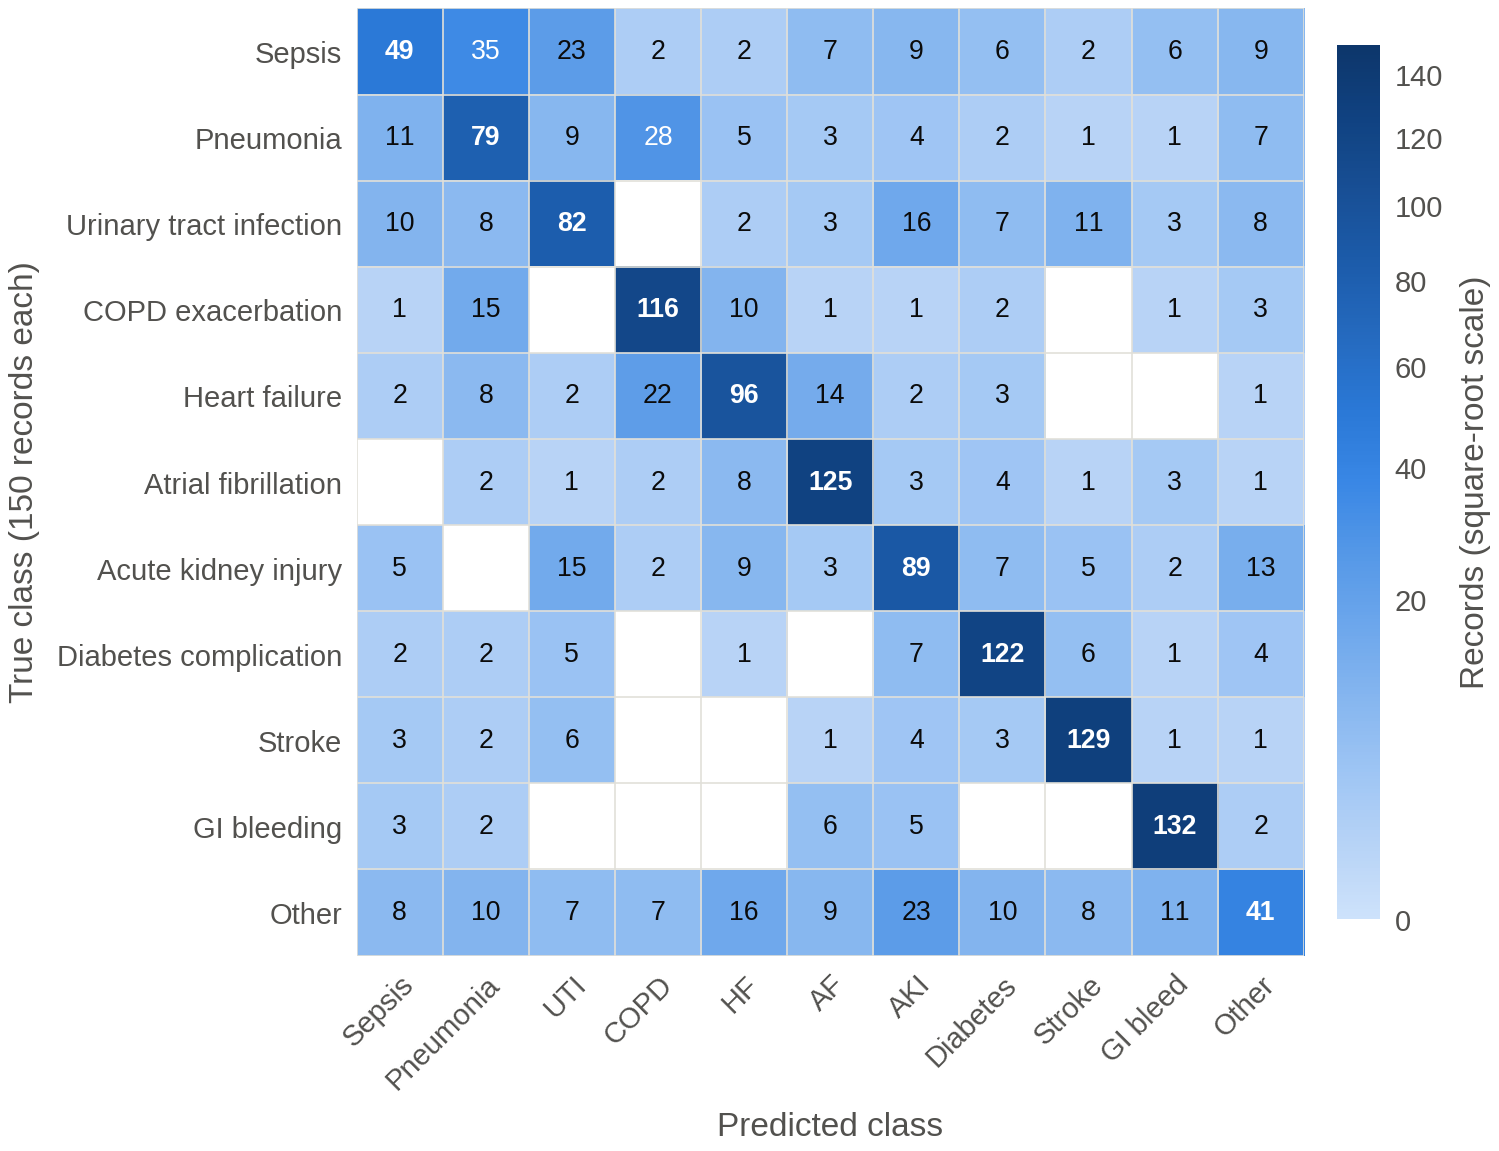 Sepsis 49 35 23 2 2 7 9 6 2 6 9
Pneumonia 11 79 9 28 5 3 4 2 1 1 7
Urinary tract infection 10 8 82 2 3 16 7 11 3 8
COPD exacerbation 1 15 116 10 1 1 2 1 3
Heart failure 2 8 2 22 96 14 2 3 1
Atrial fibrillation 2 1 2 8 125 3 4 1 3 1
Acute kidney injury 5 15 2 9 3 89 7 5 2 13
Diabetes complication 2 2 5 1 7 122 6 1 4
Stroke 3 2 6 1 4 3 129 1 1
GI bleeding 3 2 6 5 132 2
Other 8 10 7 7 16 9 23 10 8 11 41
Sepsis Pneumonia UTI COPD HF AF AKI Diabetes Stroke GI bleed Other
Predicted class
True class (150 records each)
140
120
100
80
60
40
20
0
Records (square-root scale)